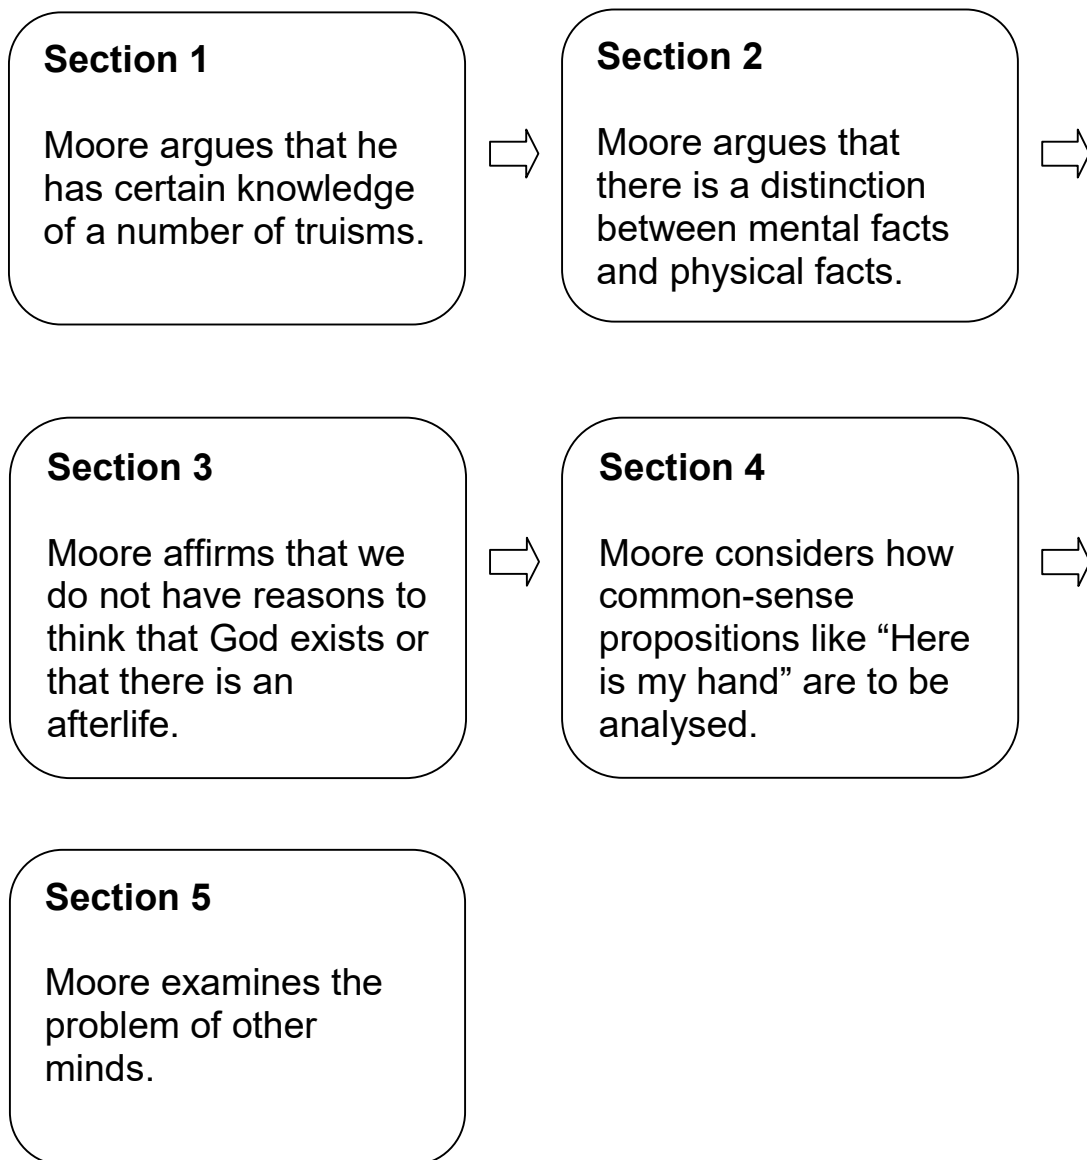 Section 1
Moore argues that he
has certain knowledge
of a number of truisms.
Section 2
Moore argues that
there is a distinction
between mental facts
and physical facts.
Section 3
Moore affirms that we
do not have reasons to
think that God exists or
that there is an
afterlife.
Section 4
Moore considers how
common-sense
propositions like “Here
is my hand” are to be
analysed.
Section 5
Moore examines the
problem of other
minds.